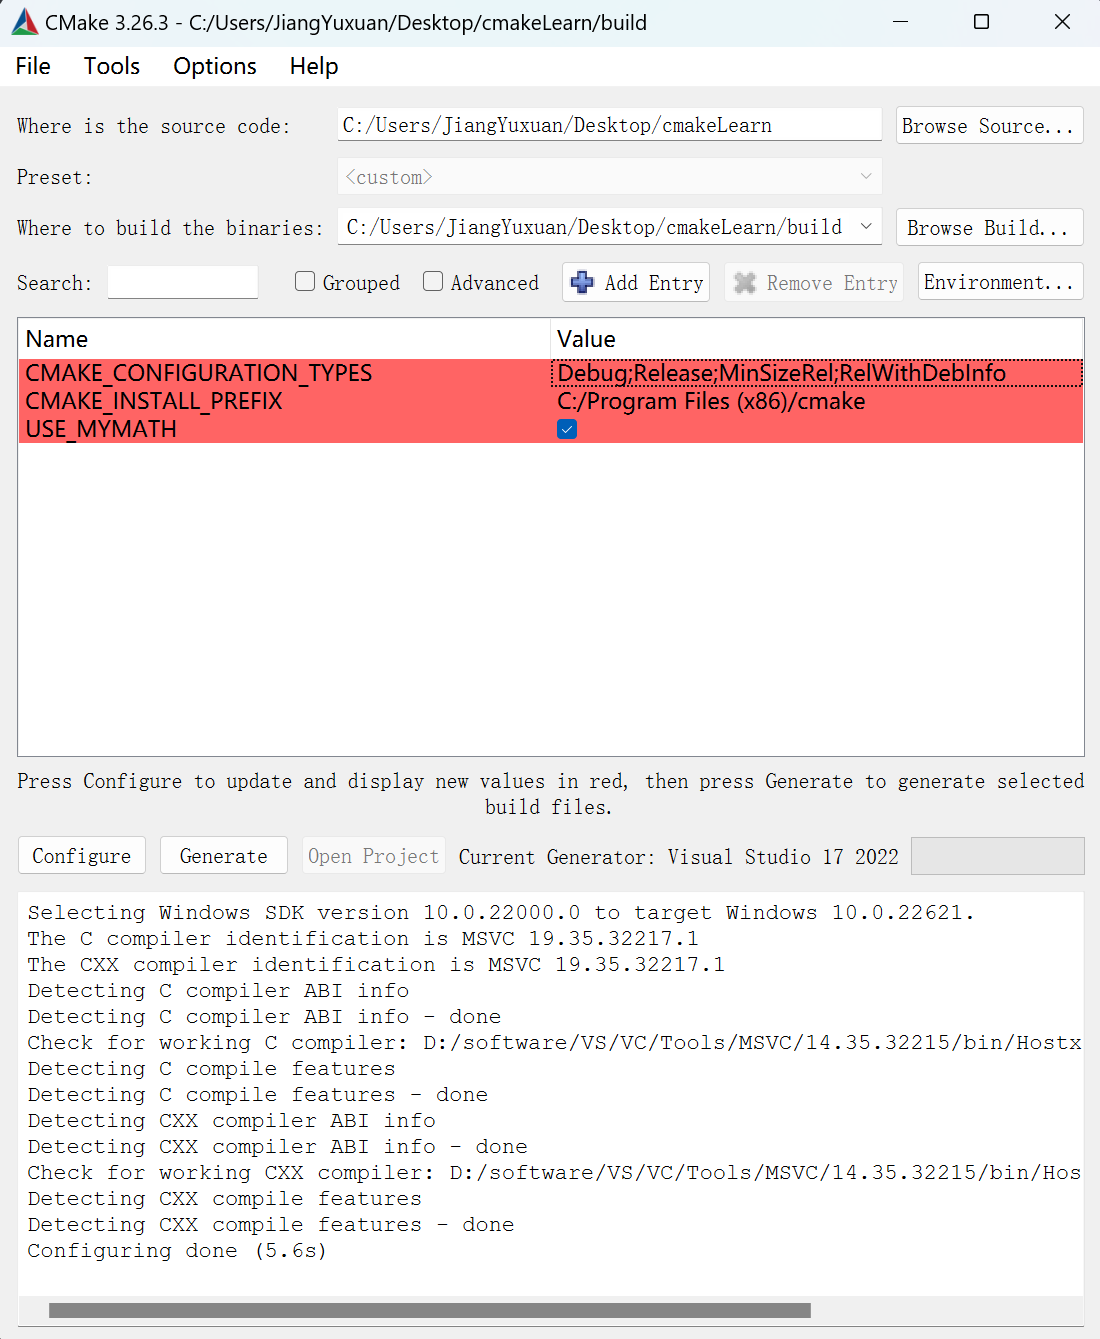 CMake 3.26.3 - C:/Users/JiangYuxuan/Desktop/cmakeLearn/build
File Tools Options Help
Where is the source code: C:/Users/JiangYuxuan/Desktop/cmakeLearn Browse Source...
Preset: <custom>
Where to build the binaries: C:/Users/JiangYuxuan/Desktop/cmakeLearn/build Browse Build...
Search: Grouped Advanced Add Entry Remove Entry Environment...
Name Value
CMAKE_CONFIGURATION_TYPES Debug;Release;MinSizeRel;RelWithDebInfo
CMAKE_INSTALL_PREFIX C:/Program Files (x86)/cmake
USE_MYMATH
Press Configure to update and display new values in red, then press Generate to generate selected
build files.
Configure Generate Open Project Current Generator: Visual Studio 17 2022
Selecting Windows SDK version 10.0.22000.0 to target Windows 10.0.22621.
The C compiler identification is MSVC 19.35.32217.1
The CXX compiler identification is MSVC 19.35.32217.1
Detecting C compiler ABI info
Detecting C compiler ABI info - done
Check for working C compiler: D:/software/VS/VC/Tools/MSVC/14.35.32215/bin/Hostx
Detecting C compile features
Detecting C compile features - done
Detecting CXX compiler ABI info
Detecting CXX compiler ABI info - done
Check for working CXX compiler: D:/software/VS/VC/Tools/MSVC/14.35.32215/bin/Hos
Detecting CXX compile features
Detecting CXX compile features - done
Configuring done (5.6s)